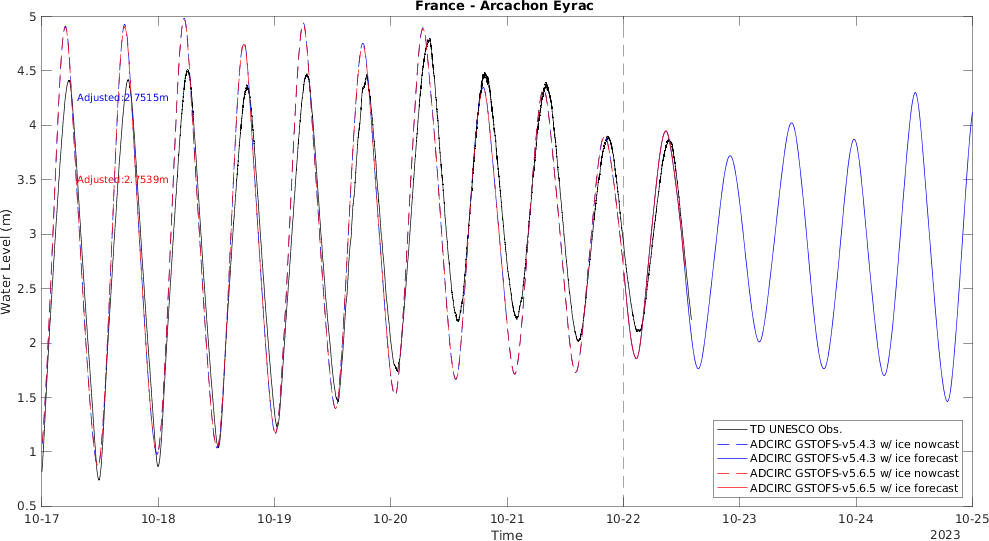 France - Arcachon Eyrac
5
4.5
4
3.5
3
2.5
2
1.5
1
0.5
Water Level (m)
Adjusted:2.7515m
Adjusted:2.7539m
TD UNESCO Obs.
ADCIRC GSTOFS-v5.4.3 w/ ice nowcast
ADCIRC GSTOFS-v5.4.3 w/ ice forecast
ADCIRC GSTOFS-v5.6.5 w/ ice nowcast
ADCIRC GSTOFS-v5.6.5 w/ ice forecast
10-17 10-18 10-19 10-20 10-21 10-22 10-23 10-24 10-25
Time
2023